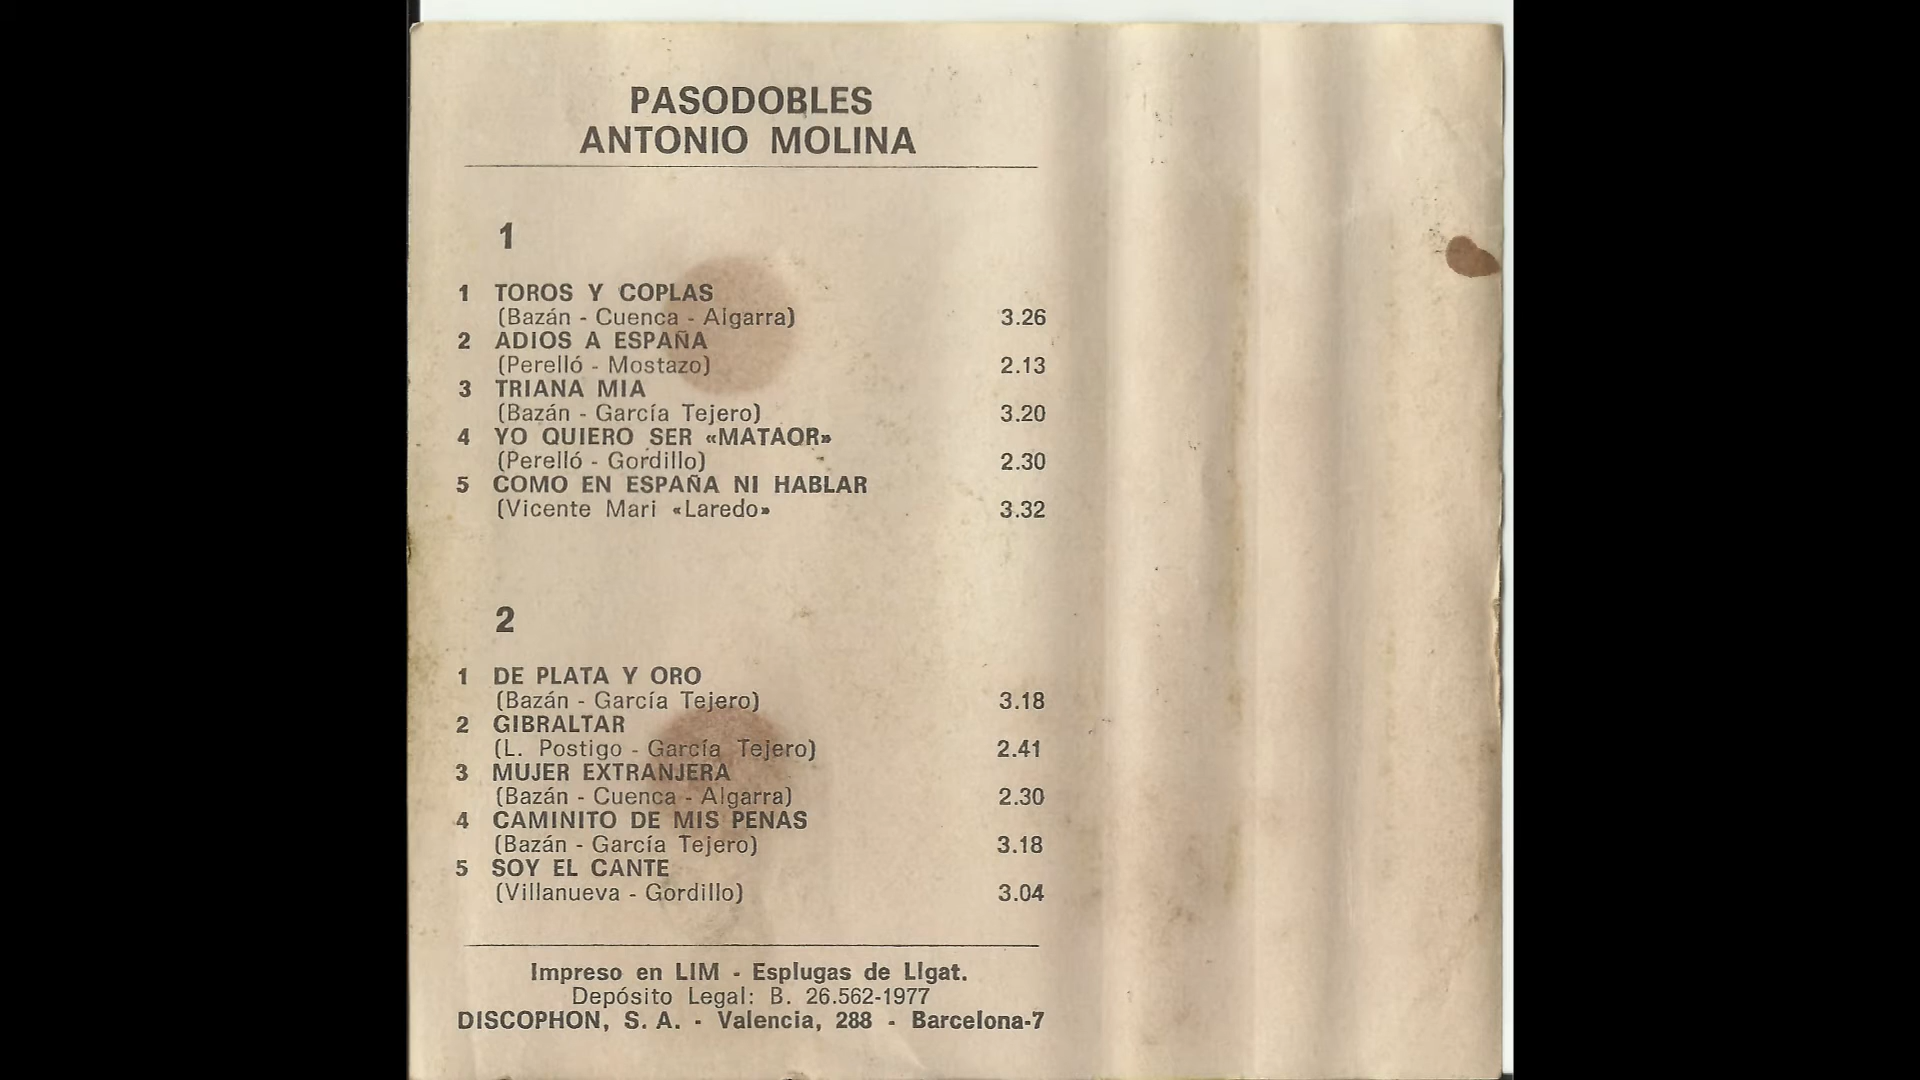 PASODOBLES
ANTONIO MOLINA
1
1 TOROS Y COPLAS
(Bazán - Cuenca - Algarra) 3.26
2 ADIOS A ESPAÑA
(Perelló - Mostazo) 2.13
3 TRIANA MIA
(Bazán - García Tejero) 3.20
4 YO QUIERO SER «MATAOR»
(Perelló - Gordillo) 2.30
5 COMO EN ESPAÑA NI HABLAR
(Vicente Mari «Laredo» 3.32
2
1 DE PLATA Y ORO
(Bazán - García Tejero) 3.18
2 GIBRALTAR
(L. Postigo - García Tejero) 2.41
3 MUJER EXTRANJERA
(Bazán - Cuenca - Algarra) 2.30
4 CAMINITO DE MIS PENAS
(Bazán - García Tejero) 3.18
5 SOY EL CANTE
(Villanueva - Gordillo) 3.04
Impreso en LIM - Esplugas de Llgat.
Depósito Legal: B. 26.562-1977
DISCOPHON, S. A. - Valencia, 288 - Barcelona-7